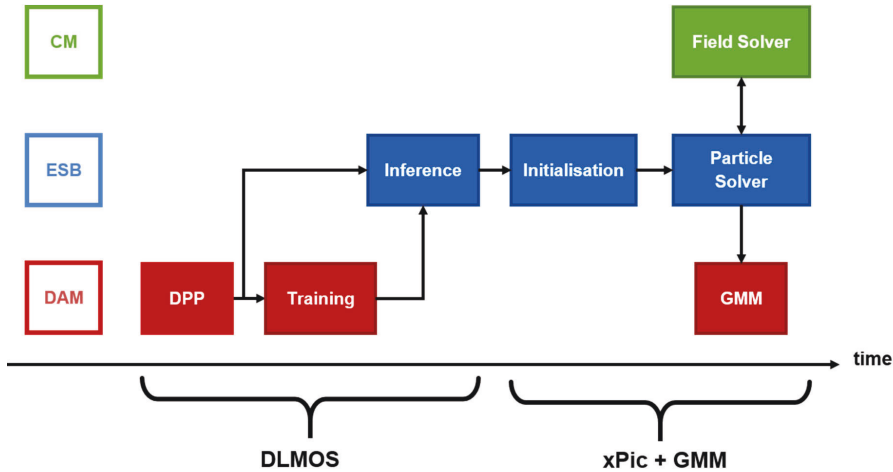 CM
Field Solver
ESB
Inference
Initialisation
Particle
Solver
DAM
DPP
Training
GMM
time
DLMOS
xPic + GMM